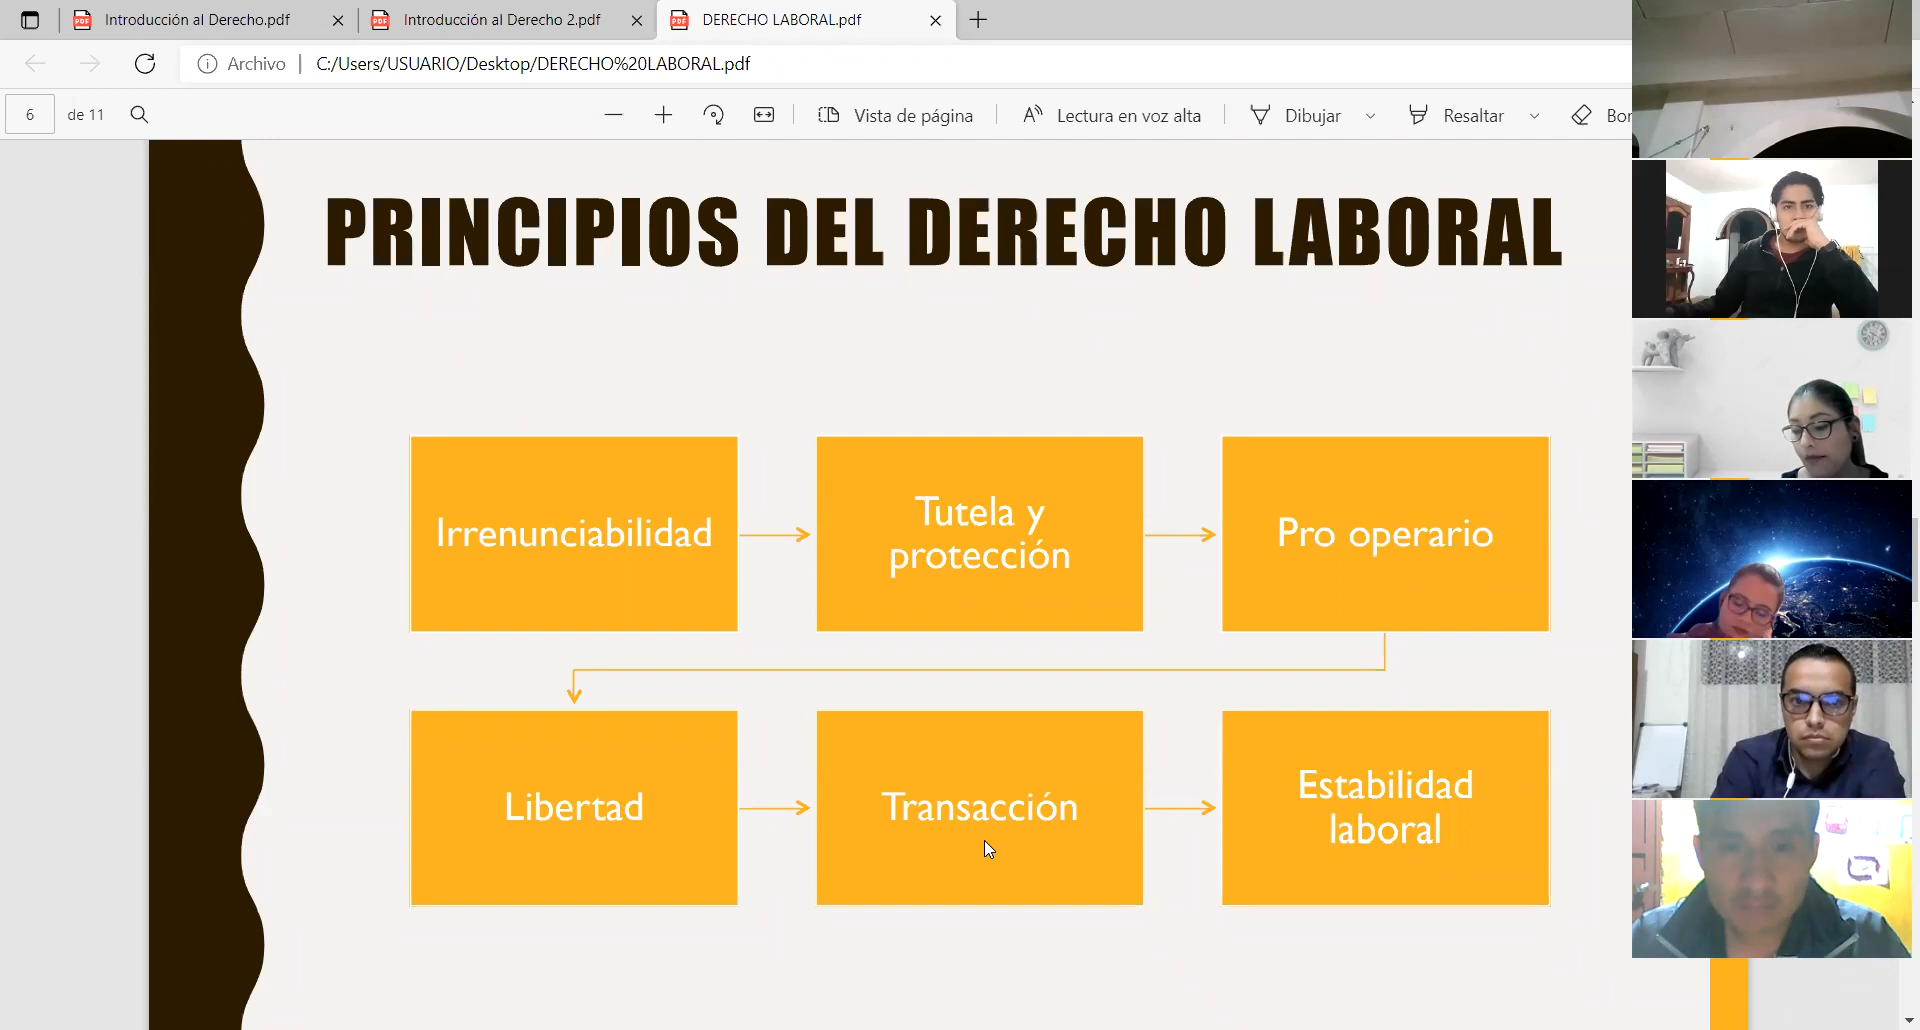 Introducción al Derecho.pdf
Introducción al Derecho 2.pdf
DERECHO LABORAL.pdf
Archivo
C:/Users/USUARIO/Desktop/DERECHO%20LABORAL.pdf
6
de 11
Vista de página
Lectura en voz alta
Dibujar
Resaltar
Bor
PRINCIPIOS DEL DERECHO LABORAL
Irrenunciabilidad
Tutela y
protección
Pro operario
Libertad
Transacción
Estabilidad
laboral